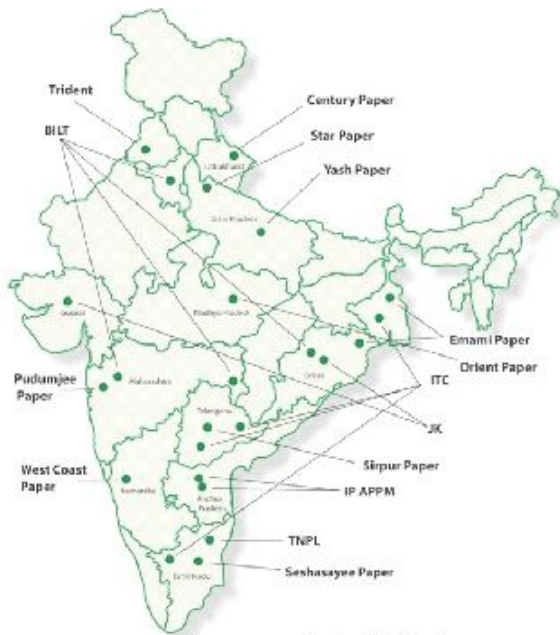 Trident
Century Paper
BILT
Star Paper
Uttarakhand
Yash Paper
Uttar Pradesh
Gujarat
Madhya Pradesh
Emami Paper
Orient Paper
Pudumjee
Paper
Maharashtra
Orissa
ITC
Telangana
JK
Sirpur Paper
West Coast
Paper
Karnataka
Andhra
Pradesh
IP APPM
TNPL
Tamil Nadu
Seshasayee Paper